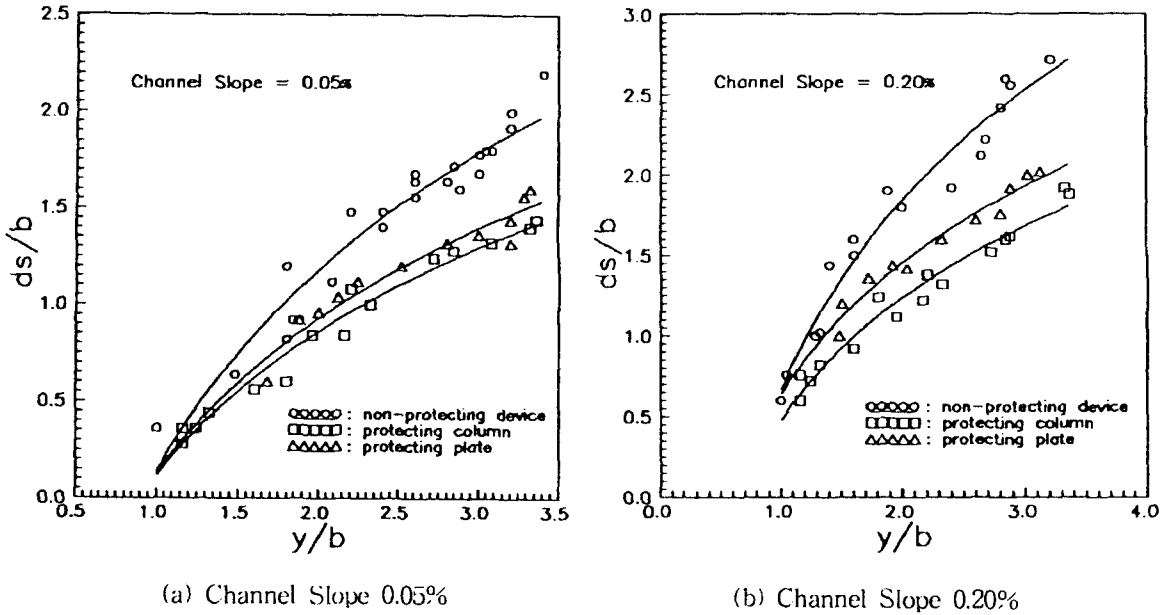 2.5
2.0
1.5
1.0
0.5
0.0
ds/b
Channel Slope = 0.05%
○○○○○ : non-protecting device
□□□□□ : protecting column
△△△△△ : protecting plate
0.5 1.0 1.5 2.0 2.5 3.0 3.5
y/b
(a) Channel Slope 0.05%
3.0
2.5
2.0
1.5
1.0
0.5
0.0
ds/b
Channel Slope = 0.20%
○○○○○ : non-protecting device
□□□□□ : protecting column
△△△△△ : protecting plate
0.0 1.0 2.0 3.0 4.0
y/b
(b) Channel Slope 0.20%